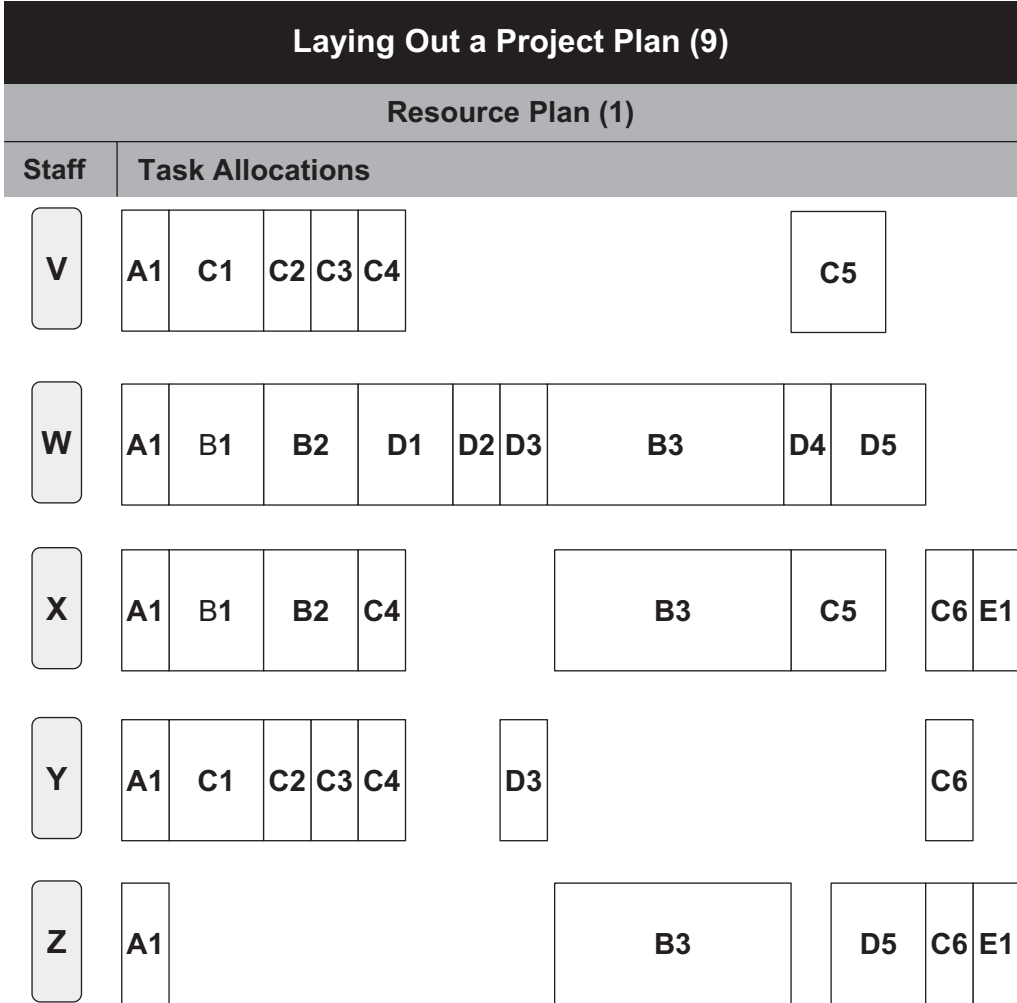 Laying Out a Project Plan (9)
Resource Plan (1)
Staff Task Allocations
V A1 C1 C2 C3 C4 C5
W A1 B1 B2 D1 D2 D3 B3 D4 D5
X A1 B1 B2 C4 B3 C5 C6 E1
Y A1 C1 C2 C3 C4 D3 C6
Z A1 B3 D5 C6 E1